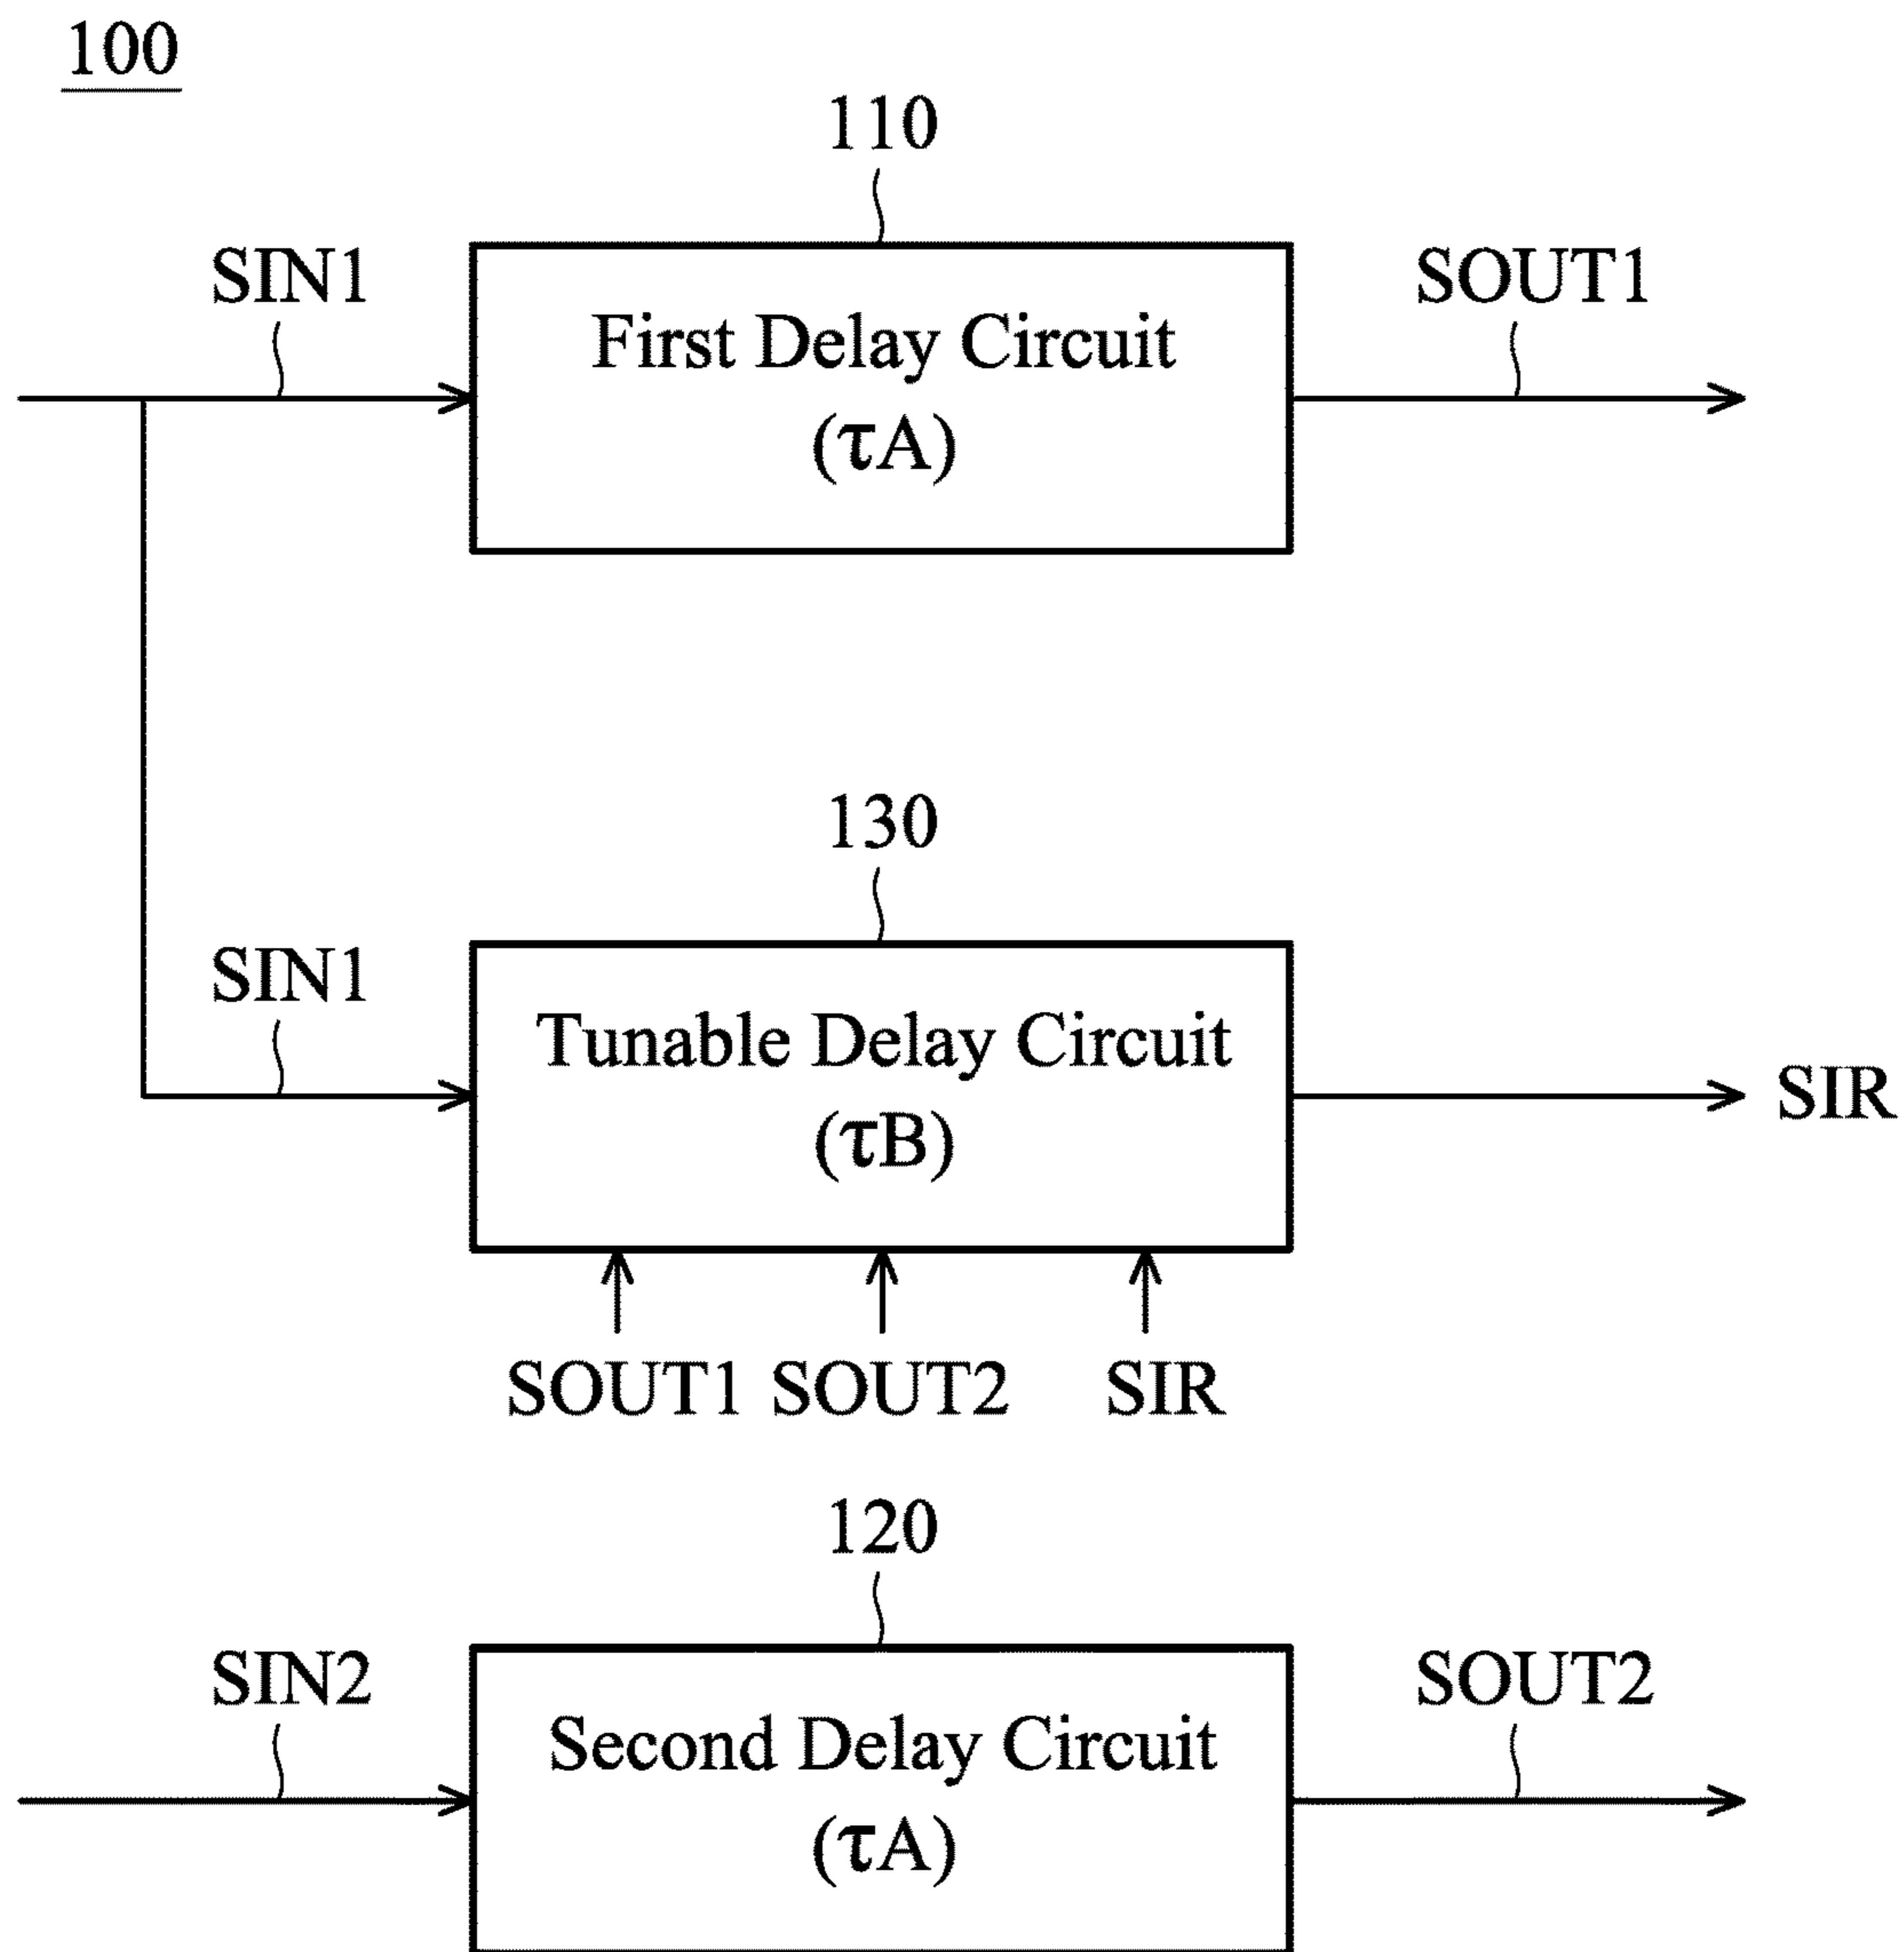 100
110
SIN1
SOUT1
First Delay Circuit
(τA)
130
SIN1
Tunable Delay Circuit
(τB)
SIR
SOUT1 SOUT2 SIR
120
SIN2
SOUT2
Second Delay Circuit
(τA)